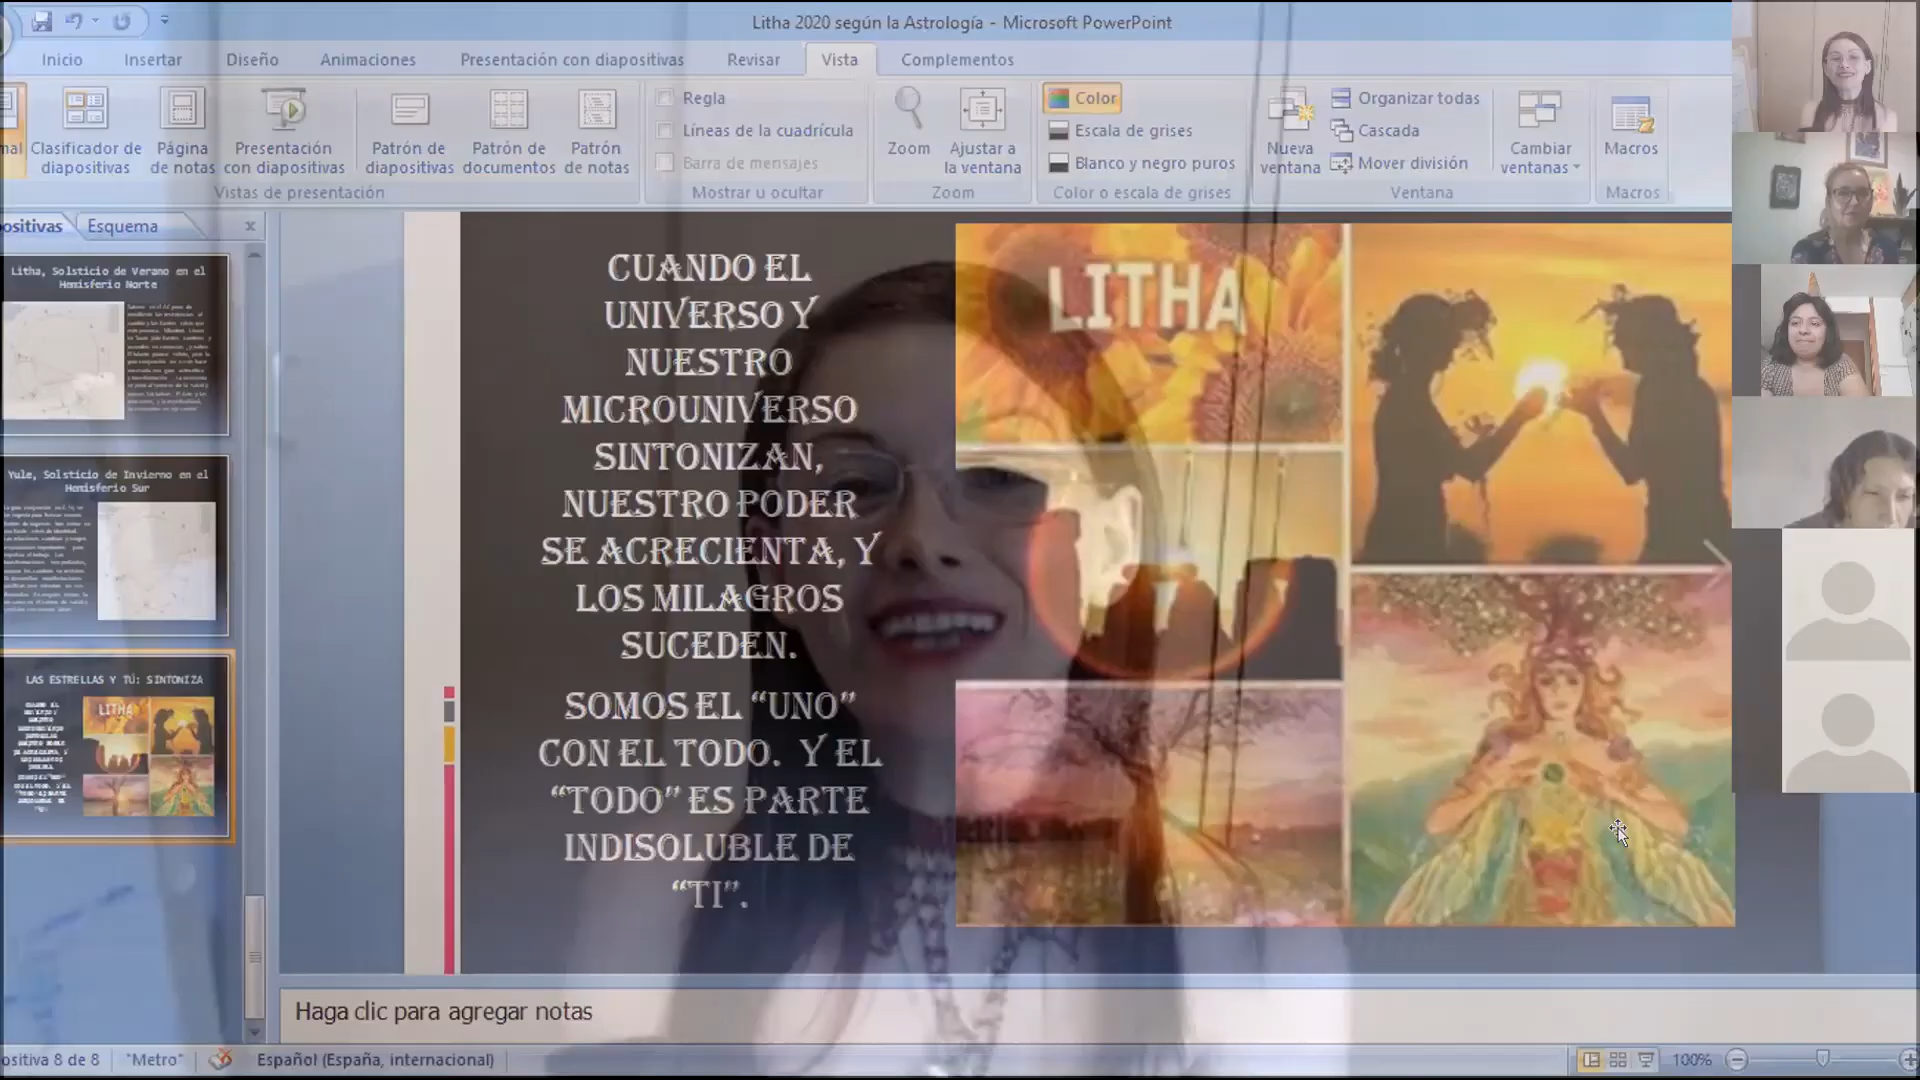 Litha 2020 según la Astrología - Microsoft PowerPoint
Inicio
Insertar
Diseño
Animaciones
Presentación con diapositivas
Revisar
Vista
Complementos
Clasificador de diapositivas
Página de notas
Presentación con diapositivas
Patrón de diapositivas
Patrón de documentos
Patrón de notas
Vistas de presentación
Regla
Líneas de la cuadrícula
Barra de mensajes
Mostrar u ocultar
Zoom
Ajustar a la ventana
Zoom
Color
Escala de grises
Blanco y negro puros
Color o escala de grises
Nueva ventana
Organizar todas
Cascada
Mover división
Cambiar ventanas
Ventana
Macros
Macros
ositivas
Esquema
Litha, Solsticio de Verano en el
Hemisferio Norte
Yule, Solsticio de Invierno en el
Hemisferio Sur
LAS ESTRELLAS Y TÚ: SINTONIZA
CUANDO EL
UNIVERSO Y
NUESTRO
MICROUNIVERSO
SINTONIZAN,
NUESTRO PODER
SE ACRECIENTA, Y
LOS MILAGROS
SUCEDEN.
SOMOS EL “UNO”
CON EL TODO. Y EL
“TODO” ES PARTE
INDISOLUBLE DE
“TI”.
LITHA
Haga clic para agregar notas
ositiva 8 de 8
"Metro"
Español (España, internacional)
100%